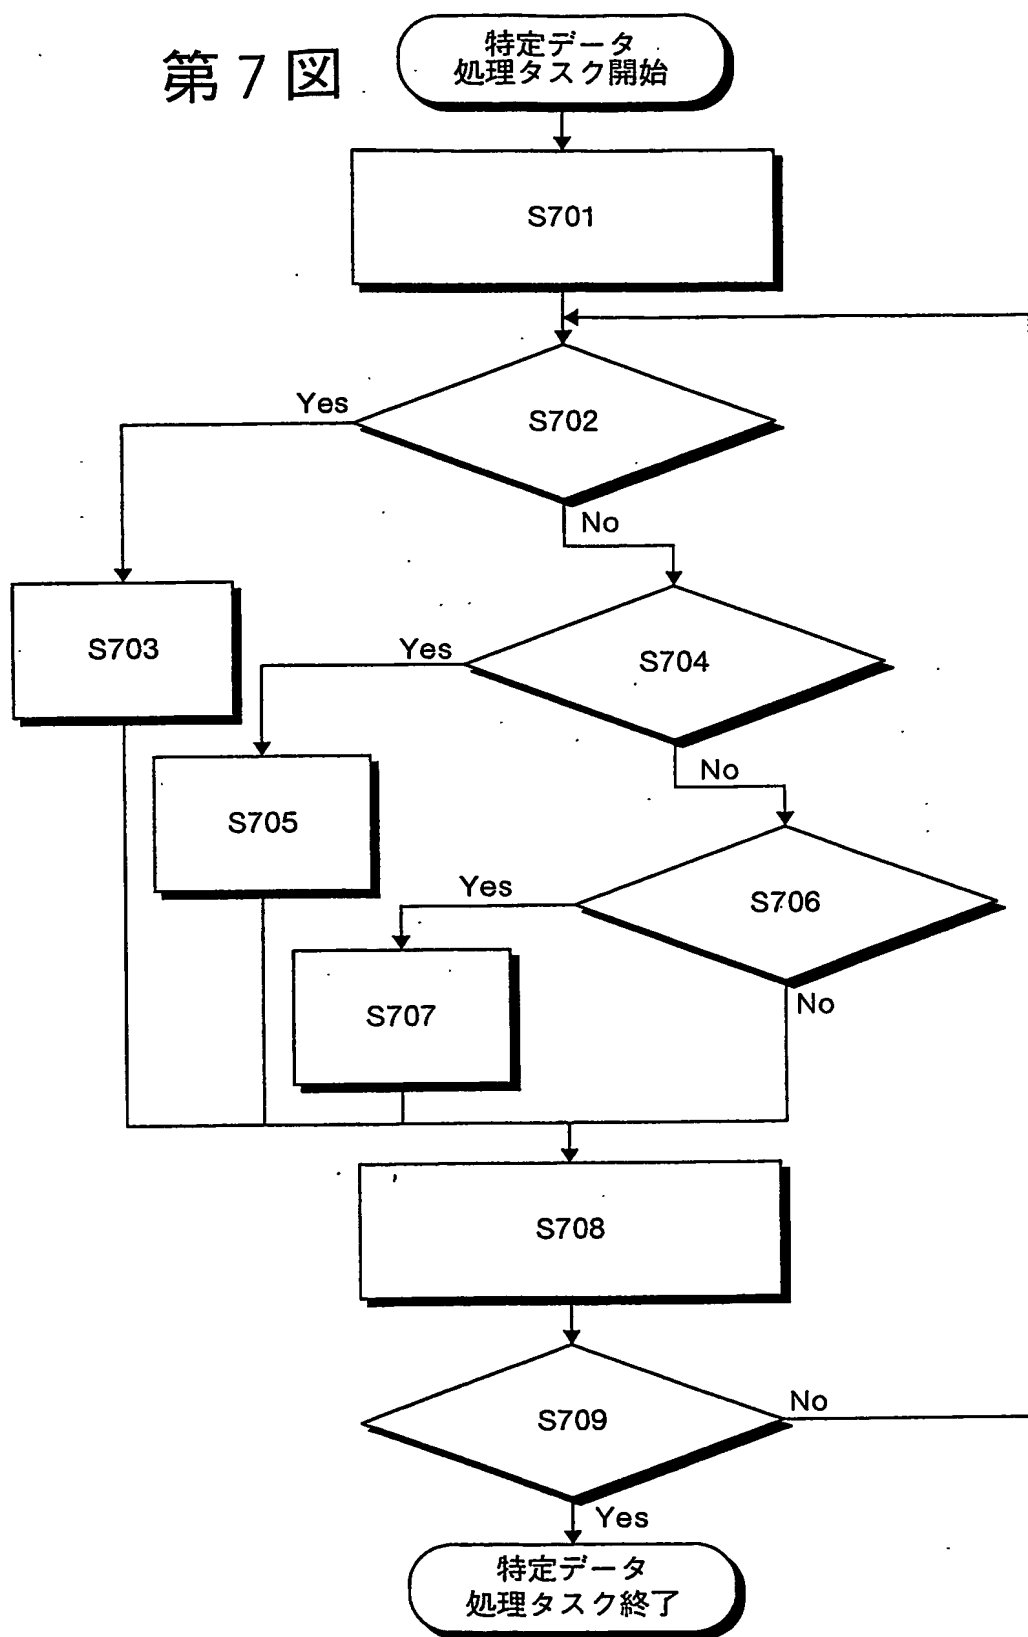 第7図
特定データ
処理タスク開始
S701
S702
Yes
No
S703
S704
Yes
No
S705
S706
Yes
No
S707
S708
S709
No
Yes
特定データ
処理タスク終了